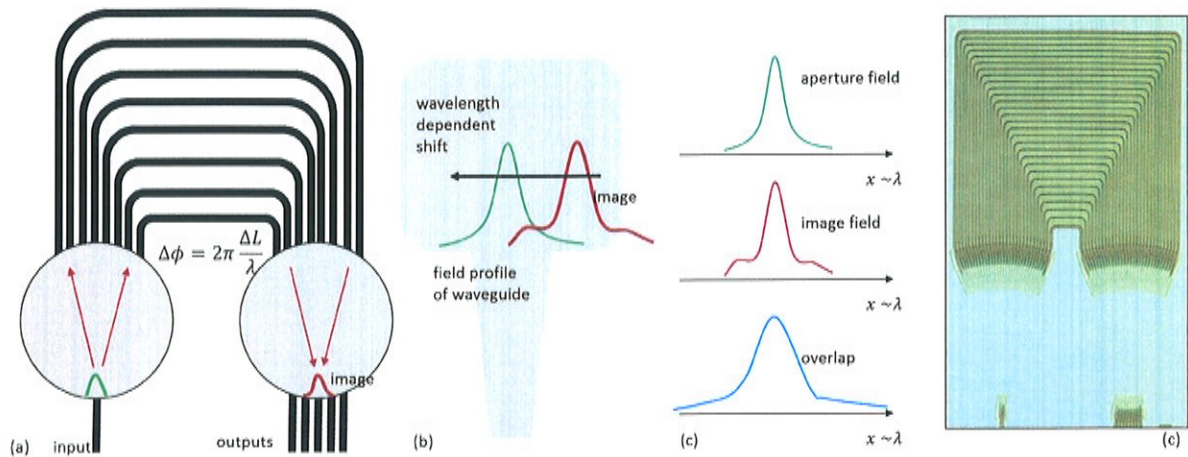 Δϕ = 2π ΔL/λ
image
(a)
input
outputs
wavelength
dependent
shift
image
field profile
of waveguide
(b)
aperture field
x ~λ
image field
x ~λ
overlap
x ~λ
(c)
(c)